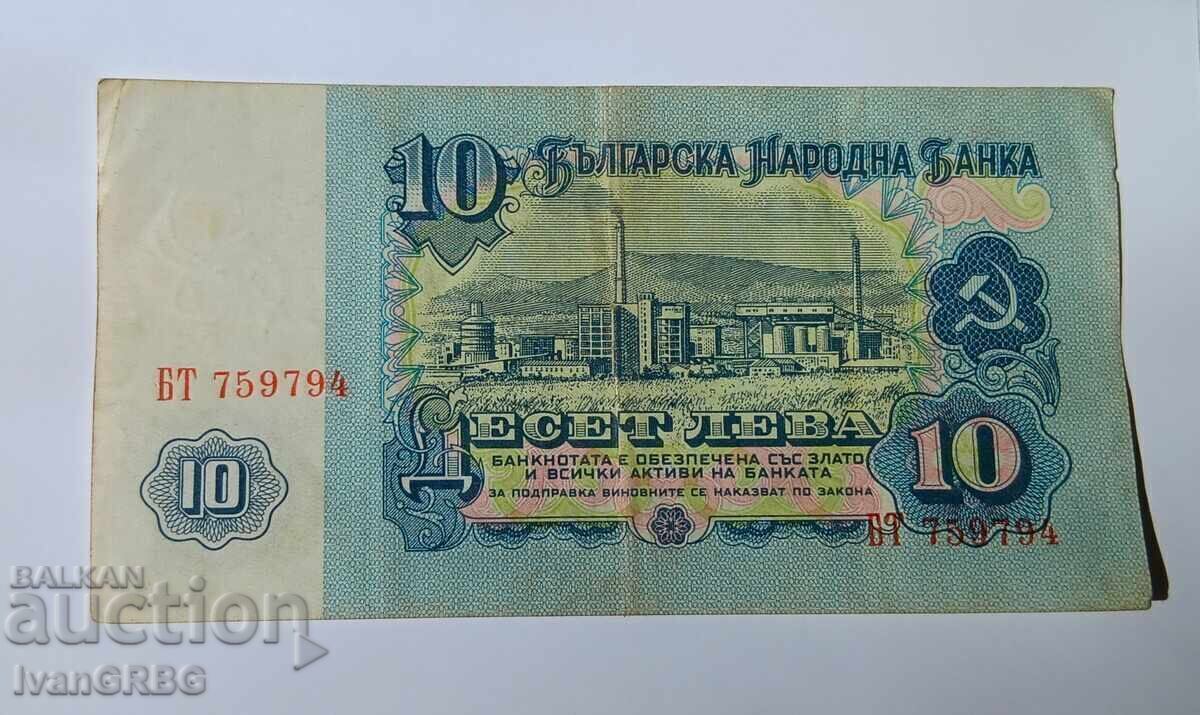 10 БЪЛГАРСКА НАРОДНА БАНКА
БТ 759794
ДЕСЕТ ЛЕВА
БАНКНОТАТА Е ОБЕЗПЕЧЕНА СЪС ЗЛАТО
И ВСИЧКИ АКТИВИ НА БАНКАТА
ЗА ПОДПРАВКА ВИНОВНИТЕ СЕ НАКАЗВАТ ПО ЗАКОНА
10
10
БТ 759794
BALKAN
auction
IvanGRBG